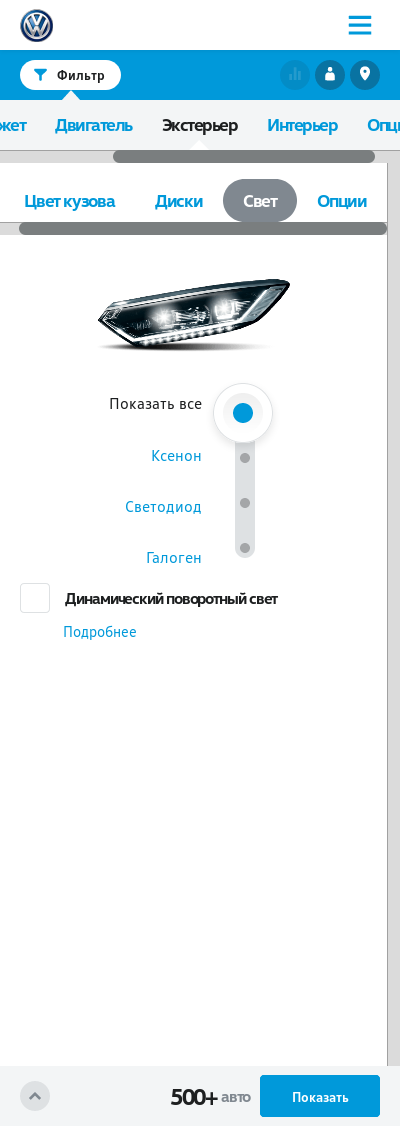 Фильтр
жет Двигатель Экстерьер Интерьер Опц
Цвет кузова Диски Свет Опции
Показать все
Ксенон
Светодиод
Галоген
Динамический поворотный свет
Подробнее
500+ авто Показать